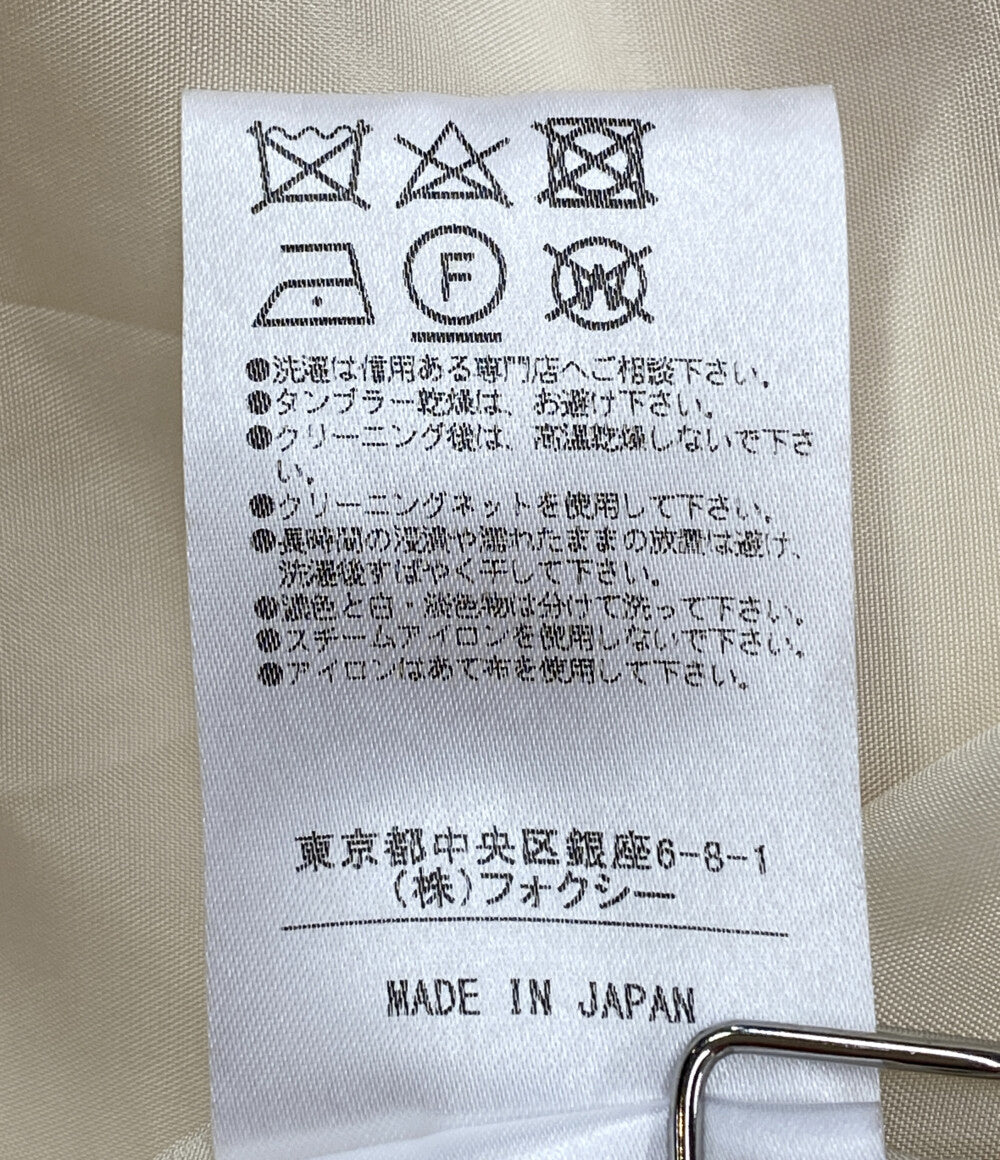 F
W
●洗濯は信用ある専門店へご相談下さい。
●タンブラー乾燥は、お避け下さい。
●クリーニング後は、高温乾燥しないで下さ
い。
●クリーニングネットを使用して下さい。
●長時間の浸漬や濡れたままの放置は避け、
洗濯後すばやく干して下さい。
●濃色と白・淡色物は分けて洗って下さい。
●スチームアイロンを使用しないで下さい。
●アイロンはあて布を使用して下さい。
東京都中央区銀座6-8-1
(株)フォクシー
MADE IN JAPAN